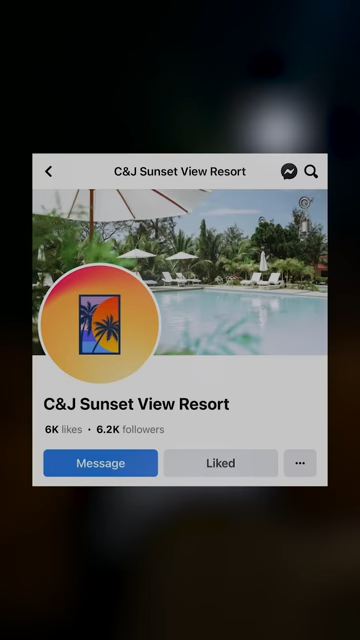 C&J Sunset View Resort
C&J Sunset View Resort
6K likes • 6.2K followers
Message
Liked